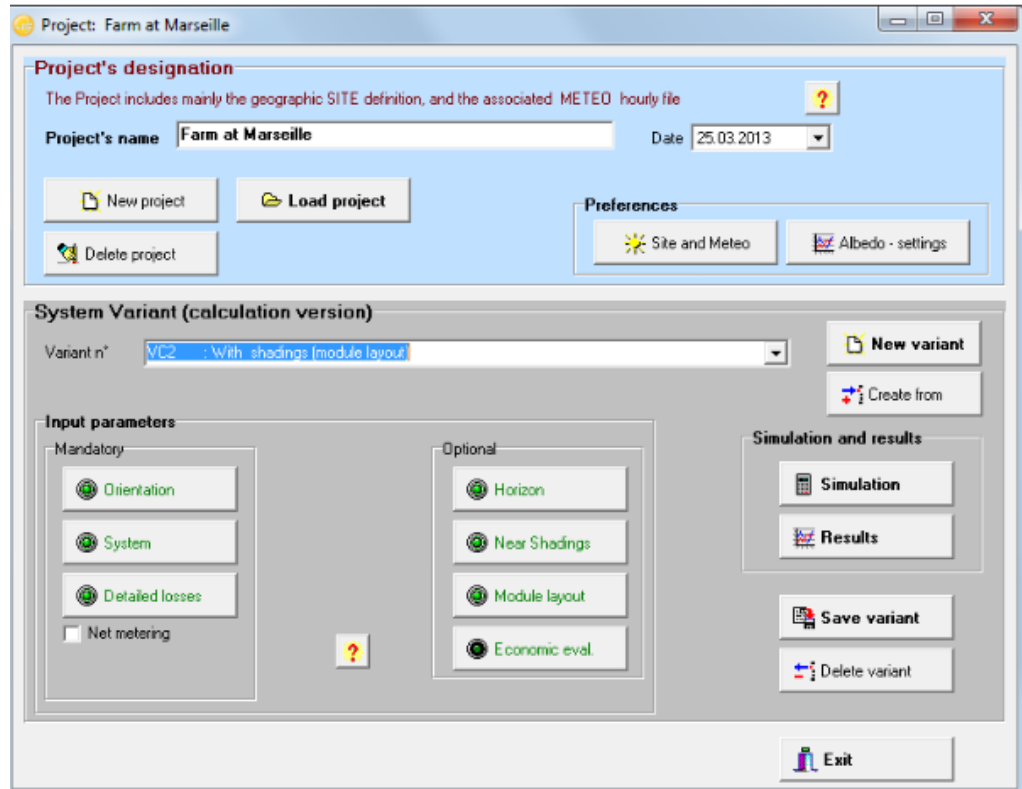 Project: Farm at Marseille
Project's designation
The Project includes mainly the geographic SITE definition, and the associated METEO hourly file
?
Project's name Farm at Marseille Date 25.03.2013
New project Load project
Delete project
Preferences
Site and Meteo Albedo - settings
System Variant (calculation version)
Variant n° VC2 : With shadings (module layout)
New variant
Create from
Input parameters
Mandatory
Orientation
System
Detailed losses
Net metering
?
Optional
Horizon
Near Shadings
Module layout
Economic eval.
Simulation and results
Simulation
Results
Save variant
Delete variant
Exit